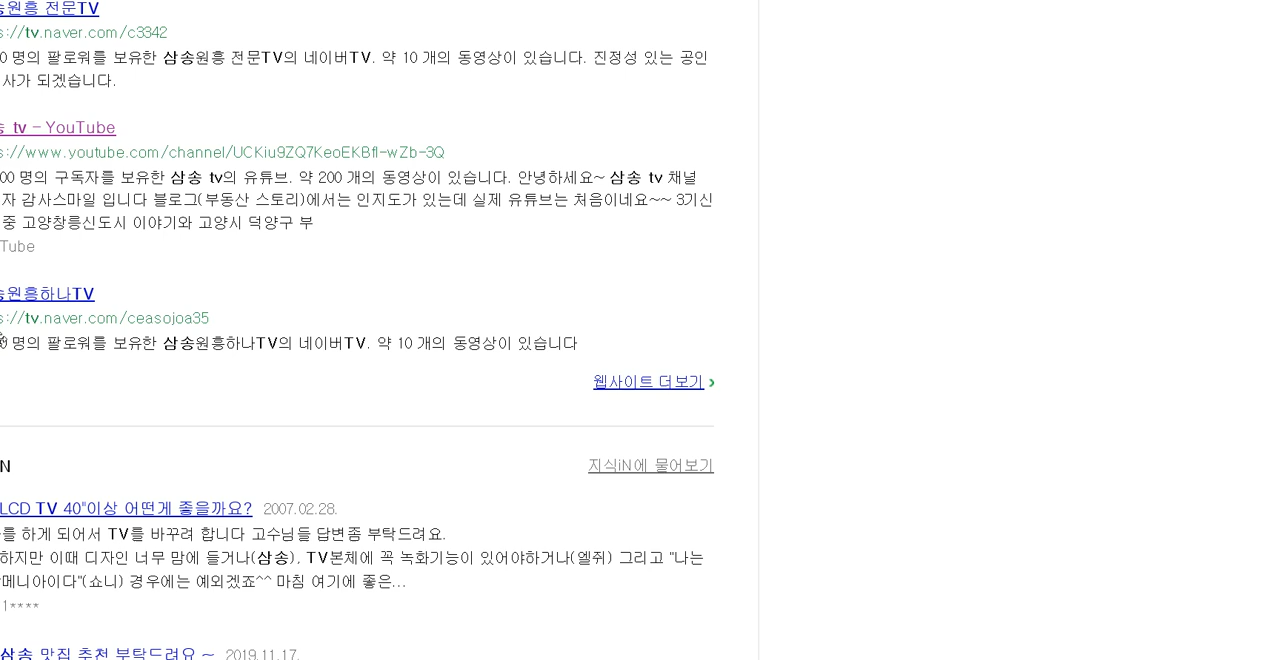 송원흥 전문TV
s://tv.naver.com/c3342
0 명의 팔로워를 보유한 삼송원흥 전문TV의 네이버TV. 약 10 개의 동영상이 있습니다. 진정성 있는 공인
사가 되겠습니다.
송 tv - YouTube
s://www.youtube.com/channel/UCKiu9ZQ7KeoEKBfl-wZb-3Q
00 명의 구독자를 보유한 삼송 tv의 유튜브. 약 200 개의 동영상이 있습니다. 안녕하세요~ 삼송 tv 채널
자 감사스마일 입니다 블로그(부동산 스토리)에서는 인지도가 있는데 실제 유튜브는 처음이네요~~ 3기신
중 고양창릉신도시 이야기와 고양시 덕양구 부
Tube
송원흥하나TV
s://tv.naver.com/ceasojoa35
명의 팔로워를 보유한 삼송원흥하나TV의 네이버TV. 약 10 개의 동영상이 있습니다
웹사이트 더보기
N
지식iN에 물어보기
LCD TV 40"이상 어떤게 좋을까요? 2007.02.28.
를 하게 되어서 TV를 바꾸려 합니다 고수님들 답변좀 부탁드려요.
하지만 이때 디자인 너무 맘에 들거나(삼송), TV본체에 꼭 녹화기능이 있어야하거나(엘쥐) 그리고 "나는
메니아이다"(쇼니) 경우에는 예외겠죠^^ 마침 여기에 좋은...
1****
삼송 맛집 추천 부탁드려요 ~ 2019.11.17.